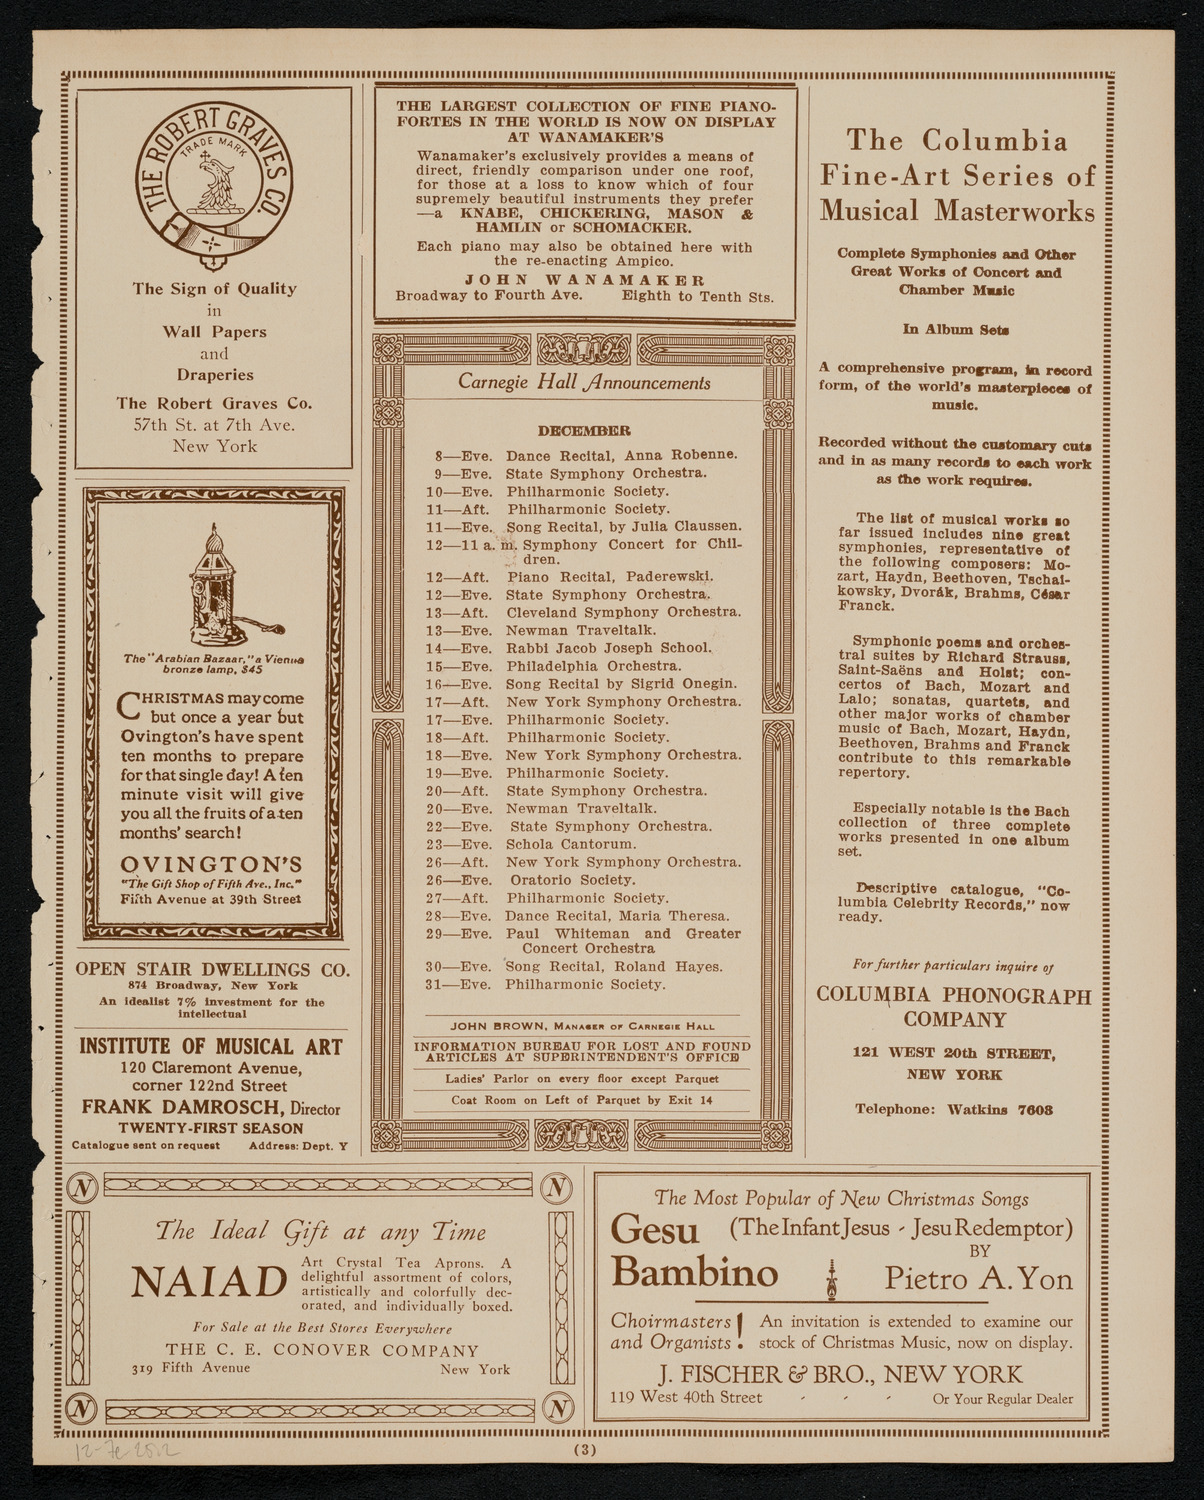 THE ROBERT GRAVES CO.
TRADE MARK
The Sign of Quality
in
Wall Papers
and
Draperies
The Robert Graves Co.
57th St. at 7th Ave.
New York
The "Arabian Bazaar," a Vienna
bronze lamp, $45
CHRISTMAS may come
but once a year but
Ovington's have spent
ten months to prepare
for that single day! A ten
minute visit will give
you all the fruits of a ten
months' search!
OVINGTON'S
"The Gift Shop of Fifth Ave., Inc."
Fifth Avenue at 39th Street
OPEN STAIR DWELLINGS CO.
874 Broadway, New York
An idealist 7% investment for the
intellectual
INSTITUTE OF MUSICAL ART
120 Claremont Avenue,
corner 122nd Street
FRANK DAMROSCH, Director
TWENTY-FIRST SEASON
Catalogue sent on request Address: Dept. Y
THE LARGEST COLLECTION OF FINE PIANO-
FORTES IN THE WORLD IS NOW ON DISPLAY
AT WANAMAKER'S
Wanamaker's exclusively provides a means of
direct, friendly comparison under one roof,
for those at a loss to know which of four
supremely beautiful instruments they prefer
—a KNABE, CHICKERING, MASON &
HAMLIN or SCHOMACKER.
Each piano may also be obtained here with
the re-enacting Ampico.
JOHN WANAMAKER
Broadway to Fourth Ave. Eighth to Tenth Sts.
Carnegie Hall Announcements
DECEMBER
8—Eve. Dance Recital, Anna Robenne.
9—Eve. State Symphony Orchestra.
10—Eve. Philharmonic Society.
11—Aft. Philharmonic Society.
11—Eve. Song Recital, by Julia Claussen.
12—11 a. m. Symphony Concert for Chil-
dren.
12—Aft. Piano Recital, Paderewski.
12—Eve. State Symphony Orchestra.
13—Aft. Cleveland Symphony Orchestra.
13—Eve. Newman Traveltalk.
14—Eve. Rabbi Jacob Joseph School.
15—Eve. Philadelphia Orchestra.
16—Eve. Song Recital by Sigrid Onegin.
17—Aft. New York Symphony Orchestra.
17—Eve. Philharmonic Society.
18—Aft. Philharmonic Society.
18—Eve. New York Symphony Orchestra.
19—Eve. Philharmonic Society.
20—Aft. State Symphony Orchestra.
20—Eve. Newman Traveltalk.
22—Eve. State Symphony Orchestra.
23—Eve. Schola Cantorum.
26—Aft. New York Symphony Orchestra.
26—Eve. Oratorio Society.
27—Aft. Philharmonic Society.
28—Eve. Dance Recital, Maria Theresa.
29—Eve. Paul Whiteman and Greater
Concert Orchestra
30—Eve. Song Recital, Roland Hayes.
31—Eve. Philharmonic Society.
JOHN BROWN, MANAGER OF CARNEGIE HALL
INFORMATION BUREAU FOR LOST AND FOUND
ARTICLES AT SUPERINTENDENT'S OFFICE
Ladies' Parlor on every floor except Parquet
Coat Room on Left of Parquet by Exit 14
The Columbia
Fine-Art Series of
Musical Masterworks
Complete Symphonies and Other
Great Works of Concert and
Chamber Music
In Album Sets
A comprehensive program, in record
form, of the world's masterpieces of
music.
Recorded without the customary cuts
and in as many records to each work
as the work requires.
The list of musical works so
far issued includes nine great
symphonies, representative of
the following composers: Mo-
zart, Haydn, Beethoven, Tschai-
kowsky, Dvorák, Brahms, César
Franck.
Symphonic poems and orches-
tral suites by Richard Strauss,
Saint-Saëns and Holst; con-
certos of Bach, Mozart and
Lalo; sonatas, quartets, and
other major works of chamber
music of Bach, Mozart, Haydn,
Beethoven, Brahms and Franck
contribute to this remarkable
repertory.
Especially notable is the Bach
collection of three complete
works presented in one album
set.
Descriptive catalogue, "Co-
lumbia Celebrity Records," now
ready.
For further particulars inquire of
COLUMBIA PHONOGRAPH
COMPANY
121 WEST 20th STREET,
NEW YORK
Telephone: Watkins 7608
N N
The Ideal Gift at any Time
NAIAD
Art Crystal Tea Aprons. A
delightful assortment of colors,
artistically and colorfully dec-
orated, and individually boxed.
For Sale at the Best Stores Everywhere
THE C. E. CONOVER COMPANY
319 Fifth Avenue New York
N N
The Most Popular of New Christmas Songs
Gesu (The Infant Jesus - Jesu Redemptor)
BY
Bambino Pietro A. Yon
Choirmasters
and Organists!
An invitation is extended to examine our
stock of Christmas Music, now on display.
J. FISCHER & BRO., NEW YORK
119 West 40th Street - - - Or Your Regular Dealer
(3)